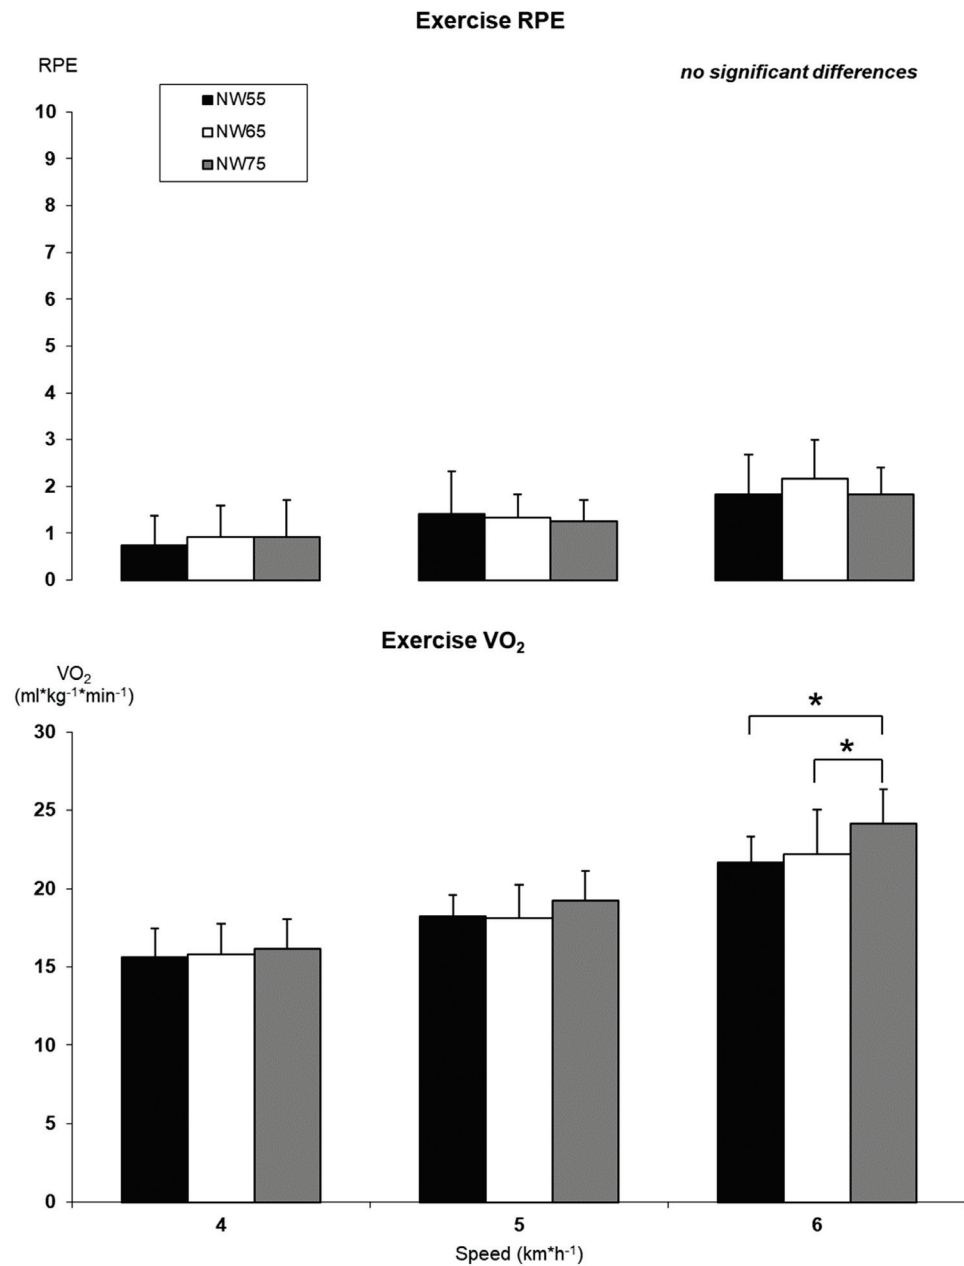 Exercise RPE
RPE
no significant differences
NW55
NW65
NW75
10
9
8
7
6
5
4
3
2
1
0
Exercise VO₂
VO₂
(ml*kg⁻¹*min⁻¹)
*
*
30
25
20
15
10
5
0
4 5 6
Speed (km*h⁻¹)